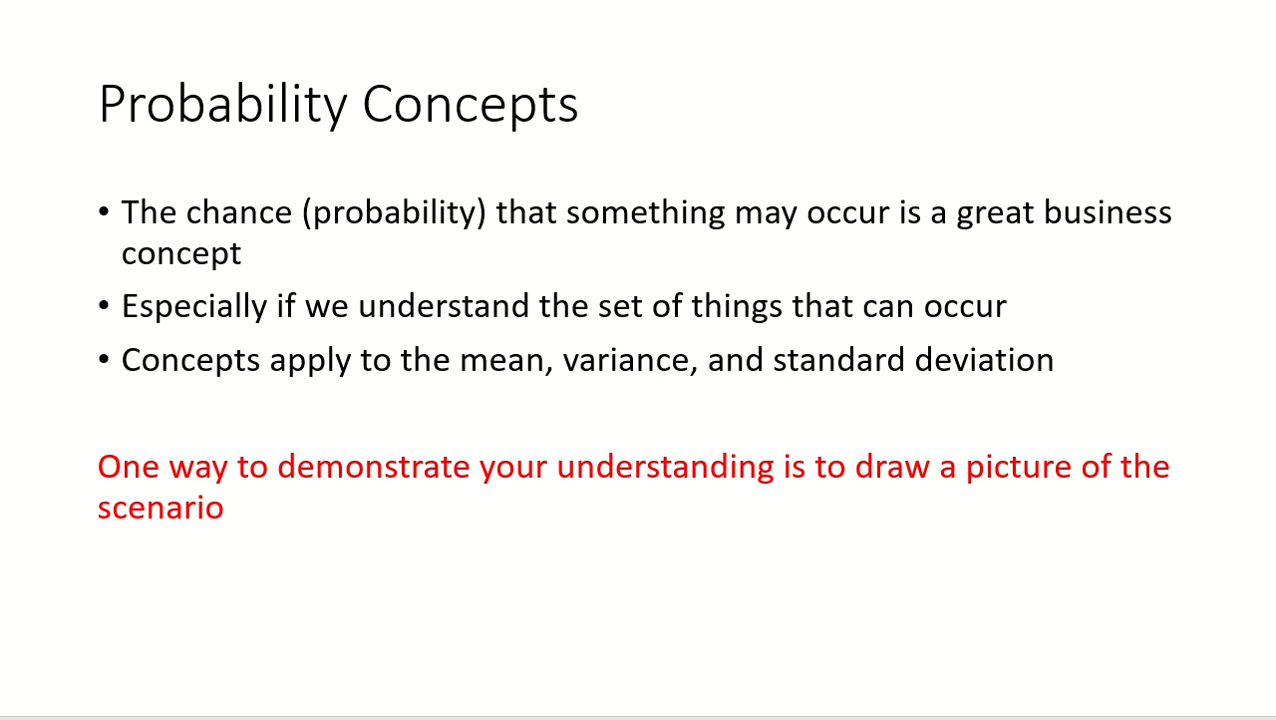 Probability Concepts
• The chance (probability) that something may occur is a great business
concept
• Especially if we understand the set of things that can occur
• Concepts apply to the mean, variance, and standard deviation
One way to demonstrate your understanding is to draw a picture of the
scenario